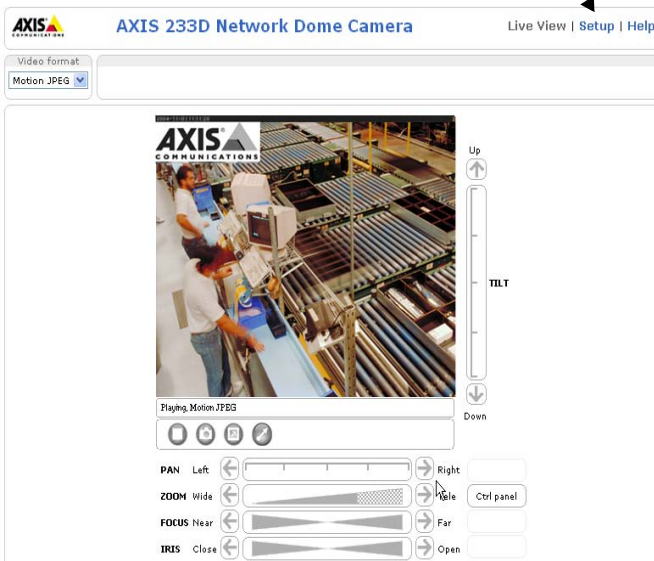 AXIS COMMUNICATIONS
AXIS 233D Network Dome Camera
Live View | Setup | Help
Video format
Motion JPEG
AXIS
COMMUNICATIONS
Up
TILT
Down
Playing, Motion JPEG
PAN Left Right
ZOOM Wide Tele Ctrl panel
FOCUS Near Far
IRIS Close Open